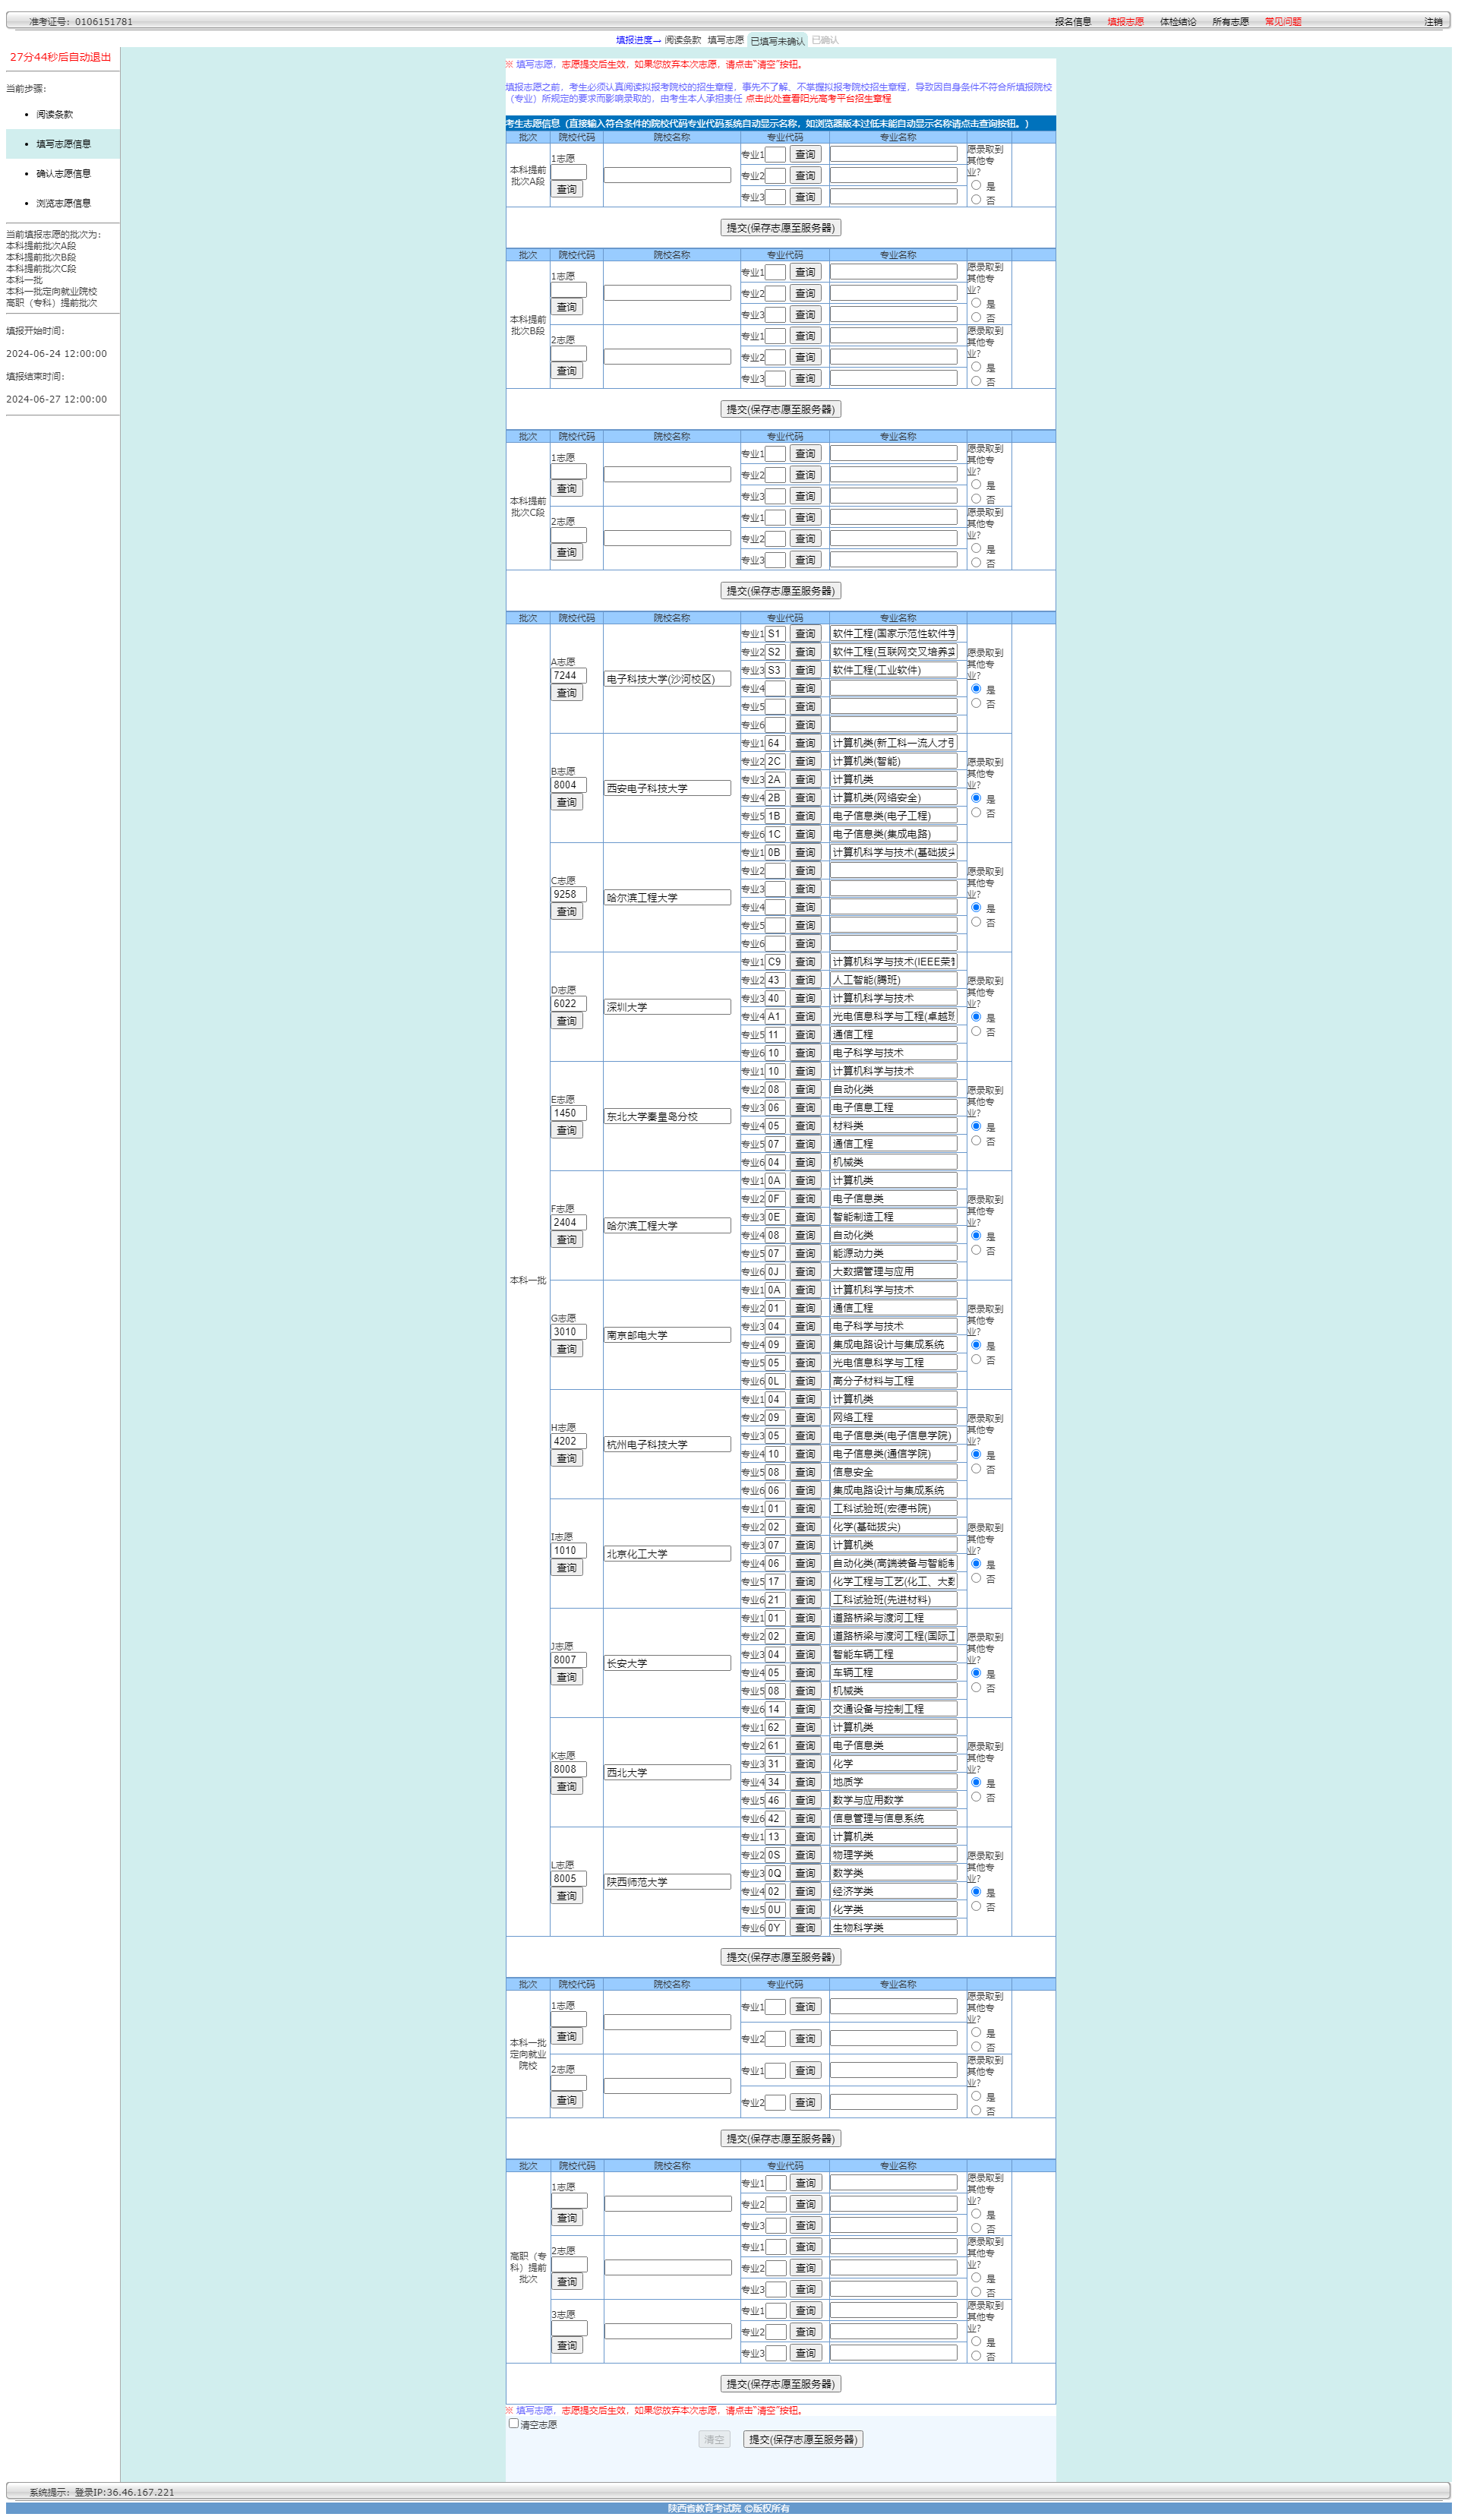 准考证号：0106151781 报名信息 填报志愿 体检结论 所有志愿 常见问题 注销
填报进度→ 阅读条款 填写志愿 已填写未确认 已确认
27分44秒后自动退出
当前步骤：
阅读条款
填写志愿信息
确认志愿信息
浏览志愿信息
当前填报志愿的批次为：
本科提前批次A段
本科提前批次B段
本科提前批次C段
本科一批
本科一批定向就业院校
高职（专科）提前批次
填报开始时间：
2024-06-24 12:00:00
填报结束时间：
2024-06-27 12:00:00
※ 填写志愿，志愿提交后生效，如果您放弃本次志愿，请点击"清空"按钮。
填报志愿之前，考生必须认真阅读拟报考院校的招生章程，事先不了解、不掌握拟报考院校招生章程，导致因自身条件不符合所填报院校
（专业）所规定的要求而影响录取的，由考生本人承担责任 点击此处查看阳光高考平台招生章程
考生志愿信息（直接输入符合条件的院校代码专业代码系统自动显示名称，如浏览器版本过低未能自动显示名称请点击查询按钮。）
批次 院校代码 院校名称 专业代码 专业名称
本科提前
批次A段
1志愿
查询
专业1 查询
专业2 查询
专业3 查询
愿录取到
其他专
业?
是
否
提交(保存志愿至服务器)
批次 院校代码 院校名称 专业代码 专业名称
本科提前
批次B段
1志愿
查询
专业1 查询
专业2 查询
专业3 查询
愿录取到
其他专
业?
是
否
2志愿
查询
专业1 查询
专业2 查询
专业3 查询
愿录取到
其他专
业?
是
否
提交(保存志愿至服务器)
批次 院校代码 院校名称 专业代码 专业名称
本科提前
批次C段
1志愿
查询
专业1 查询
专业2 查询
专业3 查询
愿录取到
其他专
业?
是
否
2志愿
查询
专业1 查询
专业2 查询
专业3 查询
愿录取到
其他专
业?
是
否
提交(保存志愿至服务器)
批次 院校代码 院校名称 专业代码 专业名称
本科一批
A志愿
7244
查询
电子科技大学(沙河校区)
专业1 S1 查询 软件工程(国家示范性软件学
专业2 S2 查询 软件工程(互联网交叉培养实
专业3 S3 查询 软件工程(工业软件)
专业4 查询
专业5 查询
专业6 查询
愿录取到
其他专
业?
是
否
B志愿
8004
查询
西安电子科技大学
专业1 64 查询 计算机类(新工科一流人才引
专业2 2C 查询 计算机类(智能)
专业3 2A 查询 计算机类
专业4 2B 查询 计算机类(网络安全)
专业5 1B 查询 电子信息类(电子工程)
专业6 1C 查询 电子信息类(集成电路)
愿录取到
其他专
业?
是
否
C志愿
9258
查询
哈尔滨工程大学
专业1 0B 查询 计算机科学与技术(基础拔尖
专业2 查询
专业3 查询
专业4 查询
专业5 查询
专业6 查询
愿录取到
其他专
业?
是
否
D志愿
6022
查询
深圳大学
专业1 C9 查询 计算机科学与技术(IEEE荣誉
专业2 43 查询 人工智能(腾班)
专业3 40 查询 计算机科学与技术
专业4 A1 查询 光电信息科学与工程(卓越班
专业5 11 查询 通信工程
专业6 10 查询 电子科学与技术
愿录取到
其他专
业?
是
否
E志愿
1450
查询
东北大学秦皇岛分校
专业1 10 查询 计算机科学与技术
专业2 08 查询 自动化类
专业3 06 查询 电子信息工程
专业4 05 查询 材料类
专业5 07 查询 通信工程
专业6 04 查询 机械类
愿录取到
其他专
业?
是
否
F志愿
2404
查询
哈尔滨工程大学
专业1 0A 查询 计算机类
专业2 0F 查询 电子信息类
专业3 0E 查询 智能制造工程
专业4 08 查询 自动化类
专业5 07 查询 能源动力类
专业6 0J 查询 大数据管理与应用
愿录取到
其他专
业?
是
否
G志愿
3010
查询
南京邮电大学
专业1 0A 查询 计算机科学与技术
专业2 01 查询 通信工程
专业3 04 查询 电子科学与技术
专业4 09 查询 集成电路设计与集成系统
专业5 05 查询 光电信息科学与工程
专业6 0L 查询 高分子材料与工程
愿录取到
其他专
业?
是
否
H志愿
4202
查询
杭州电子科技大学
专业1 04 查询 计算机类
专业2 09 查询 网络工程
专业3 05 查询 电子信息类(电子信息学院)
专业4 10 查询 电子信息类(通信学院)
专业5 08 查询 信息安全
专业6 06 查询 集成电路设计与集成系统
愿录取到
其他专
业?
是
否
I志愿
1010
查询
北京化工大学
专业1 01 查询 工科试验班(宏德书院)
专业2 02 查询 化学(基础拔尖)
专业3 07 查询 计算机类
专业4 06 查询 自动化类(高端装备与智能制
专业5 17 查询 化学工程与工艺(化工、大数
专业6 21 查询 工科试验班(先进材料)
愿录取到
其他专
业?
是
否
J志愿
8007
查询
长安大学
专业1 01 查询 道路桥梁与渡河工程
专业2 02 查询 道路桥梁与渡河工程(国际工
专业3 04 查询 智能车辆工程
专业4 05 查询 车辆工程
专业5 08 查询 机械类
专业6 14 查询 交通设备与控制工程
愿录取到
其他专
业?
是
否
K志愿
8008
查询
西北大学
专业1 62 查询 计算机类
专业2 61 查询 电子信息类
专业3 31 查询 化学
专业4 34 查询 地质学
专业5 46 查询 数学与应用数学
专业6 42 查询 信息管理与信息系统
愿录取到
其他专
业?
是
否
L志愿
8005
查询
陕西师范大学
专业1 13 查询 计算机类
专业2 0S 查询 物理学类
专业3 0Q 查询 数学类
专业4 02 查询 经济学类
专业5 0U 查询 化学类
专业6 0Y 查询 生物科学类
愿录取到
其他专
业?
是
否
提交(保存志愿至服务器)
批次 院校代码 院校名称 专业代码 专业名称
本科一批
定向就业
院校
1志愿
查询
专业1 查询
专业2 查询
愿录取到
其他专
业?
是
否
2志愿
查询
专业1 查询
专业2 查询
愿录取到
其他专
业?
是
否
提交(保存志愿至服务器)
批次 院校代码 院校名称 专业代码 专业名称
高职（专
科）提前
批次
1志愿
查询
专业1 查询
专业2 查询
专业3 查询
愿录取到
其他专
业?
是
否
2志愿
查询
专业1 查询
专业2 查询
专业3 查询
愿录取到
其他专
业?
是
否
3志愿
查询
专业1 查询
专业2 查询
专业3 查询
愿录取到
其他专
业?
是
否
提交(保存志愿至服务器)
※ 填写志愿，志愿提交后生效，如果您放弃本次志愿，请点击"清空"按钮。
清空志愿
清空 提交(保存志愿至服务器)
系统提示：登录IP:36.46.167.221
陕西省教育考试院 ©版权所有